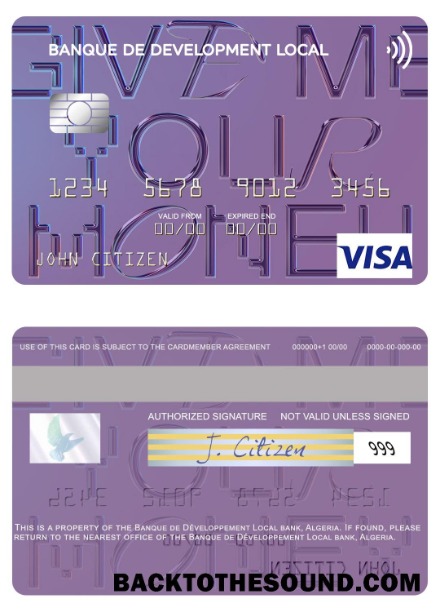 GIVE ME
BANQUE DE DEVELOPMENT LOCAL
YOUR
1234 5678 9012 3456
VALID FROM EXPIRED END
00/00 00/00
MONEY
JOHN CITIZEN
VISA
USE OF THIS CARD IS SUBJECT TO THE CARDMEMBER AGREEMENT 000000+1 00/00 0000-00-000-00
AUTHORIZED SIGNATURE NOT VALID UNLESS SIGNED
J. Citizen 999
THIS IS A PROPERTY OF THE BANQUE DE DÉVELOPPEMENT LOCAL BANK, ALGERIA. IF FOUND, PLEASE
RETURN TO THE NEAREST OFFICE OF THE BANQUE DE DÉVELOPPEMENT LOCAL BANK, ALGERIA.
JOHN CITIZEN
BACKTOTHESOUND.COM